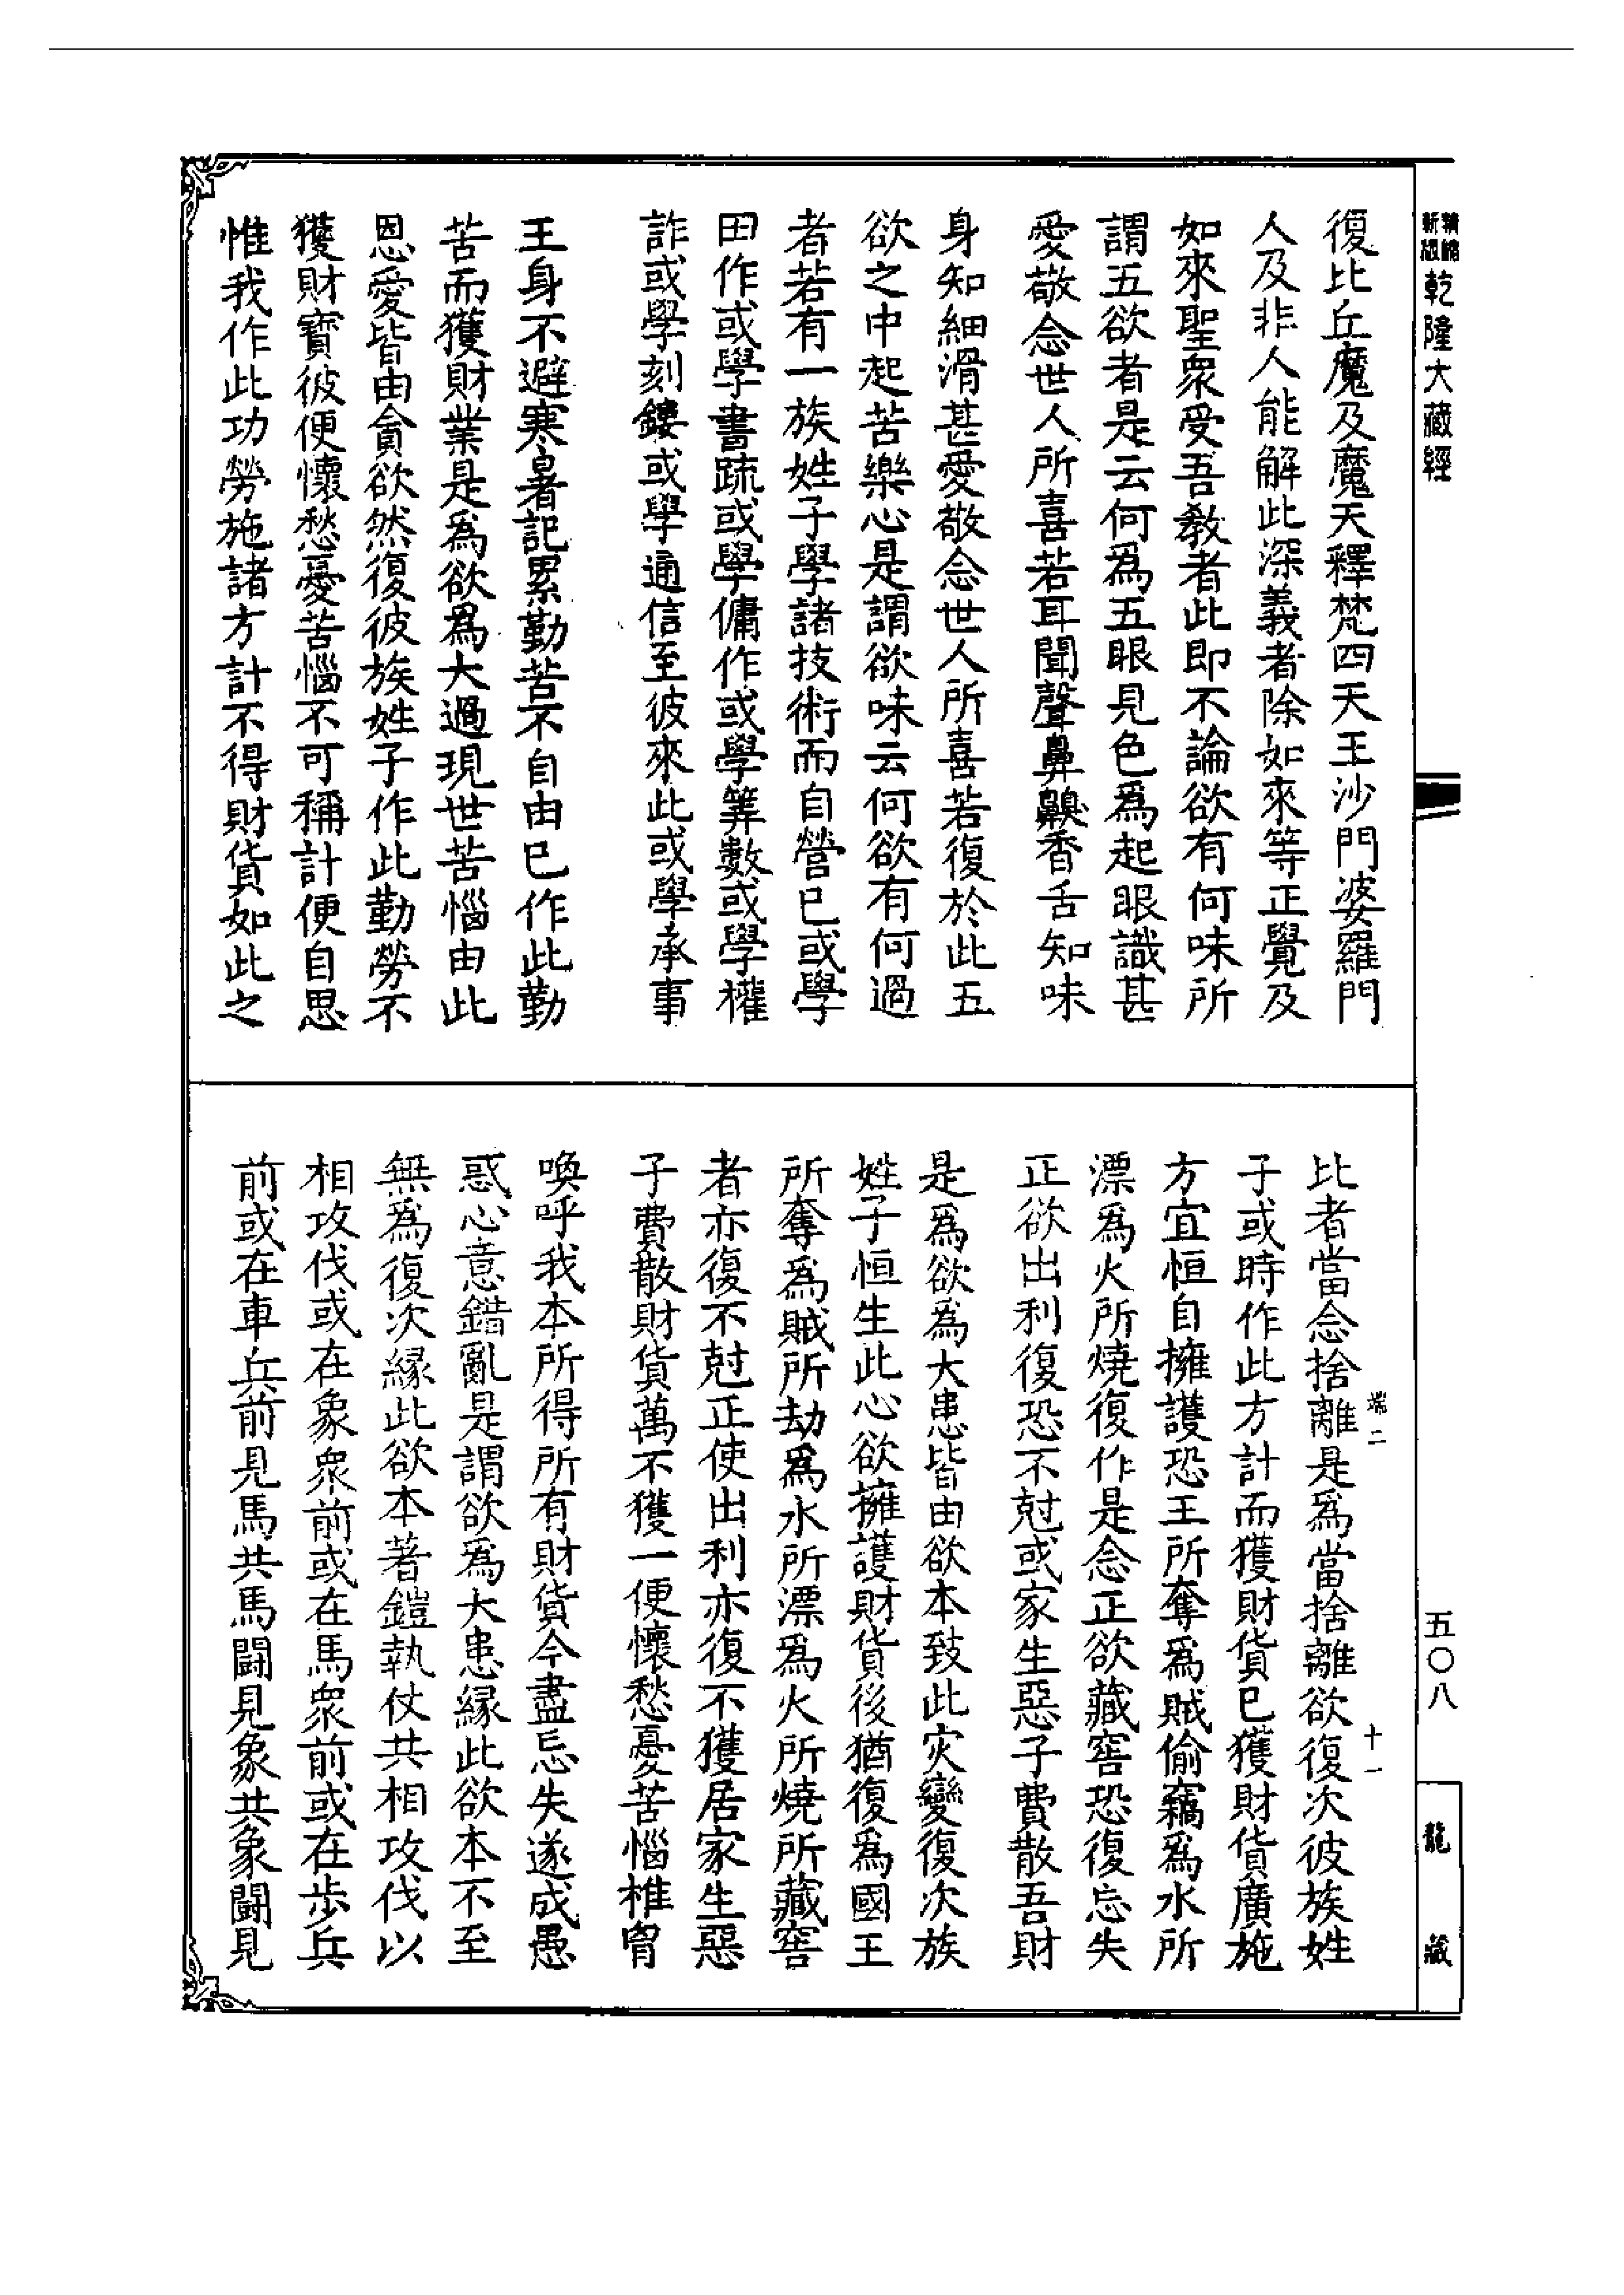 新版 精縮 乾隆大藏經
復比丘魔及魔天釋梵四天王沙門婆羅門
人及非人能解此深義者除如來等正覺及
如來聖衆受吾教者此即不論欲有何味所
謂五欲者是云何爲五眼見色爲起眼識甚
愛敬念世人所喜若耳聞聲鼻齅香舌知味
身知細滑甚愛敬念世人所喜若復於此五
欲之中起苦樂心是謂欲味云何欲有何過
者若有一族姓子學諸技術而自營已或學
田作或學書疏或學傭作或學筭數或學權
詐或學刻鏤或學通信至彼來此或學承事
王身不避寒暑記累勤苦不自由已作此勤
苦而獲財業是爲欲爲大過現世苦惱由此
恩愛皆由貪欲然復彼族姓子作此勤勞不
獲財寶彼便懷愁憂苦惱不可稱計便自思
惟我作此功勞施諸方計不得財貨如此之
比者當念捨離是爲當捨離欲復次彼族姓
子或時作此方計而獲財貨已獲財貨廣施
方宜恒自擁護恐王所奪爲賊偷竊爲水所
漂爲火所燒復作是念正欲藏窖恐復忘失
正欲出利復恐不尅或家生惡子費散吾財
是爲欲爲大患皆由欲本致此灾變復次族
姓子恒生此心欲擁護財貨後猶復爲國王
所奪爲賊所劫爲水所漂爲火所燒所藏窖
者亦復不尅正使出利亦復不獲居家生惡
子費散財貨萬不獲一便懷愁憂苦惱椎胷
喚呼我本所得所有財貨今盡忘失遂成愚
惑心意錯亂是謂欲爲大患緣此欲本不至
無爲復次緣此欲本著鎧執仗共相攻伐以
相攻伐或在象衆前或在馬衆前或在步兵
前或在車兵前見馬共馬鬪見象共象鬪見
端二
十一
五〇八
龍藏